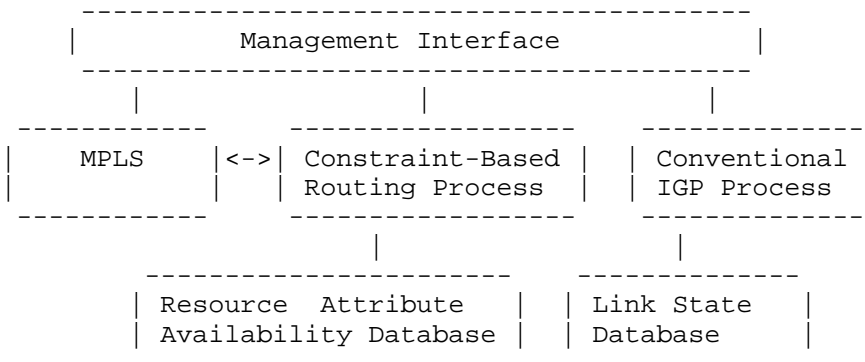 Management Interface
MPLS <-> Constraint-Based Conventional
Routing Process IGP Process
Resource Attribute Link State
Availability Database Database